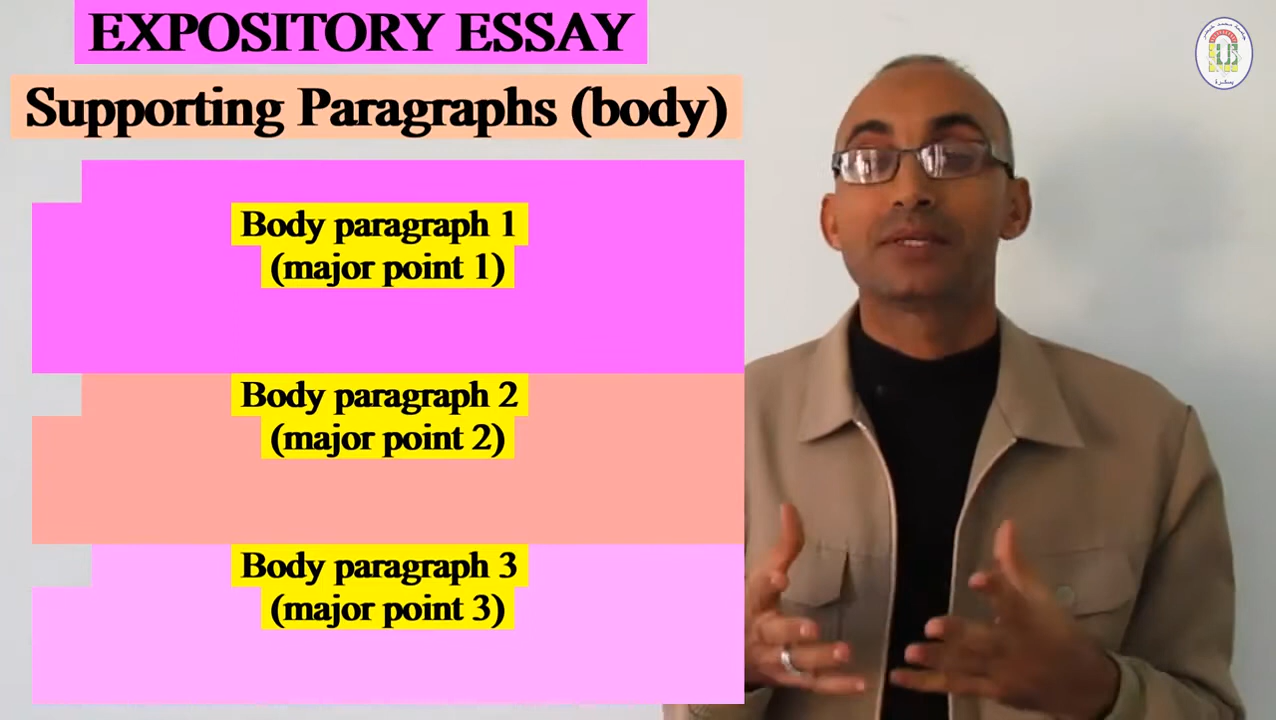 EXPOSITORY ESSAY
Supporting Paragraphs (body)
Body paragraph 1
(major point 1)
Body paragraph 2
(major point 2)
Body paragraph 3
(major point 3)